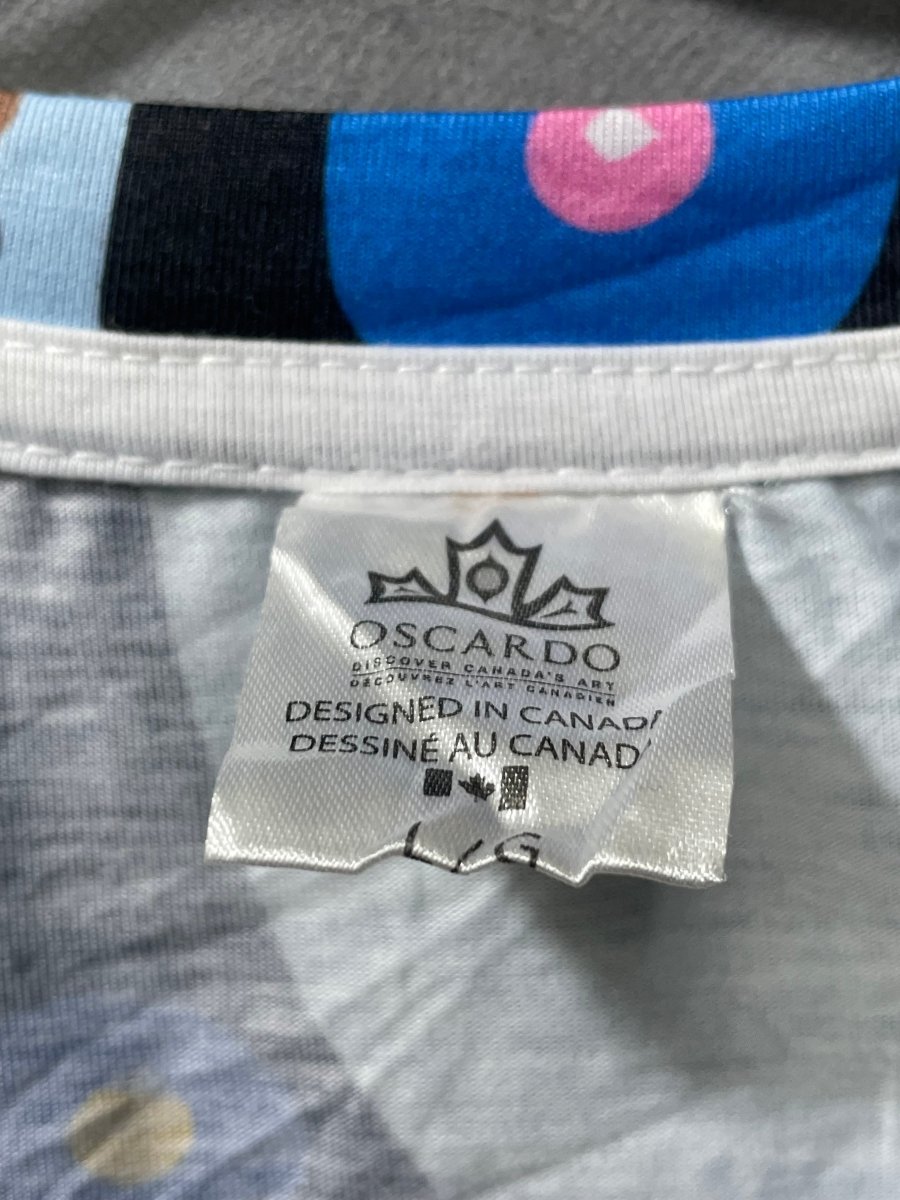 OSCARDO
DISCOVER CANADA'S ART
DÉCOUVREZ L'ART CANADIEN
DESIGNED IN CANADA
DESSINÉ AU CANADA
L/G